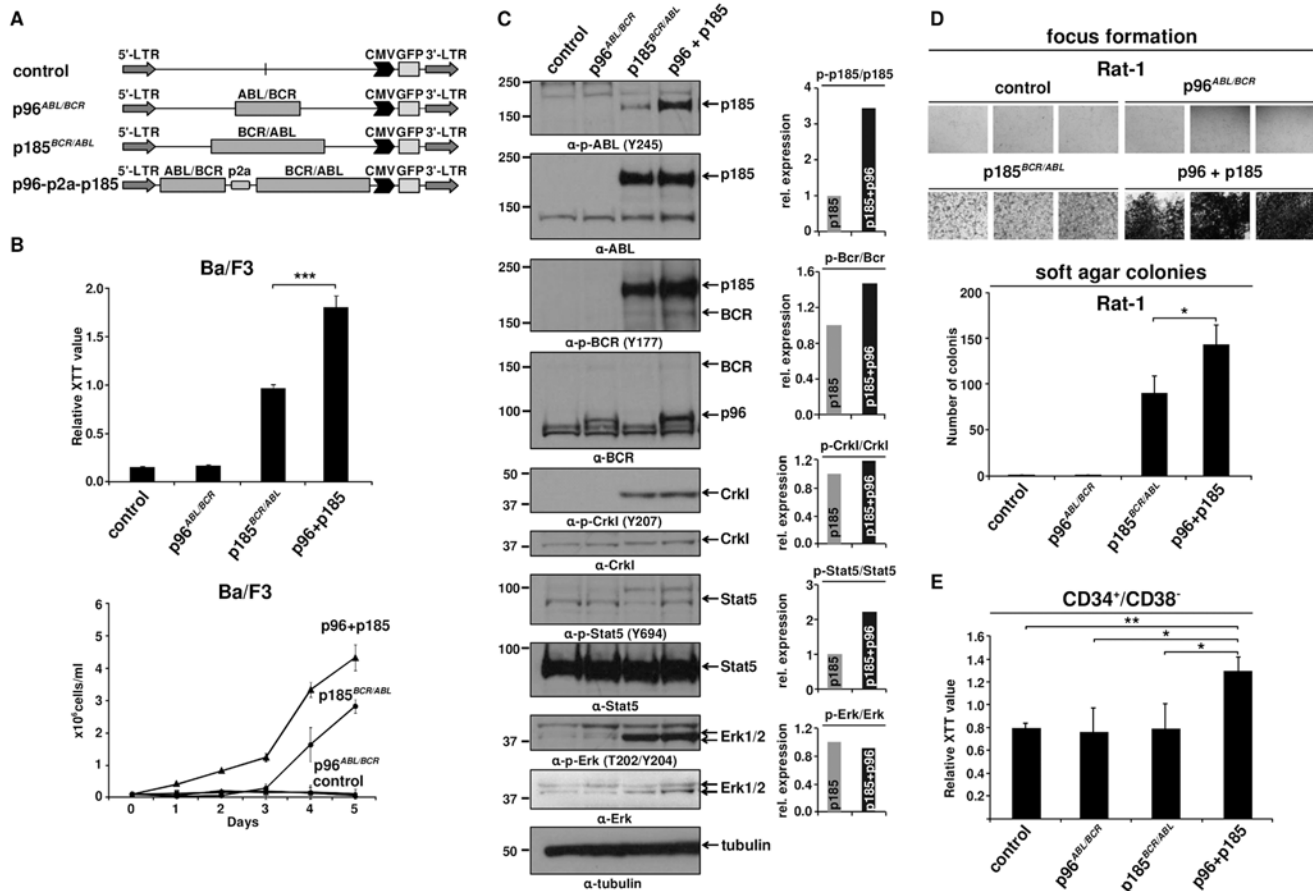 A
5'-LTR CMV GFP 3'-LTR
control
5'-LTR ABL/BCR CMV GFP 3'-LTR
p96ABL/BCR
5'-LTR BCR/ABL CMV GFP 3'-LTR
p185BCR/ABL
5'-LTR ABL/BCR p2a BCR/ABL CMV GFP 3'-LTR
p96-p2a-p185
B
Ba/F3
***
Relative XTT value
2.0
1.5
1.0
0.5
0.0
control
p96ABL/BCR
p185BCR/ABL
p96+p185
Ba/F3
x10⁶cells/ml
6
5
4
3
2
1
0
p96+p185
p185BCR/ABL
p96ABL/BCR
control
0 1 2 3 4 5
Days
C
control
p96ABL/BCR
p185BCR/ABL
p96 + p185
250
150
p185
α-p-ABL (Y245)
250
150
p185
α-ABL
250
150
p185
BCR
α-p-BCR (Y177)
150
100
75
BCR
p96
α-BCR
50
37
Crkl
α-p-Crkl (Y207)
37
Crkl
α-Crkl
100
Stat5
α-p-Stat5 (Y694)
100
Stat5
α-Stat5
37
Erk1/2
α-p-Erk (T202/Y204)
37
Erk1/2
α-Erk
50
tubulin
α-tubulin
p-p185/p185
rel. expression
4
3
2
1
0
p185
p185+p96
p-Bcr/Bcr
rel. expression
1.6
1.2
0.8
0.4
0.0
p185
p185+p96
p-Crkl/Crkl
rel. expression
1.2
0.8
0.4
0.0
p185
p185+p96
p-Stat5/Stat5
rel. expression
3
2
1
0
p185
p185+p96
p-Erk/Erk
rel. expression
1.2
0.8
0.4
0.0
p185
p185+p96
D
focus formation
Rat-1
control p96ABL/BCR
p185BCR/ABL p96 + p185
soft agar colonies
Rat-1
*
Number of colonis
200
150
100
50
0
control
p96ABL/BCR
p185BCR/ABL
p96+p185
E
CD34⁺/CD38⁻
**
*
*
Relative XTT value
1.6
1.4
1.2
1.0
0.8
0.6
0.4
0.2
control
p96ABL/BCR
p185BCR/ABL
p96+p185